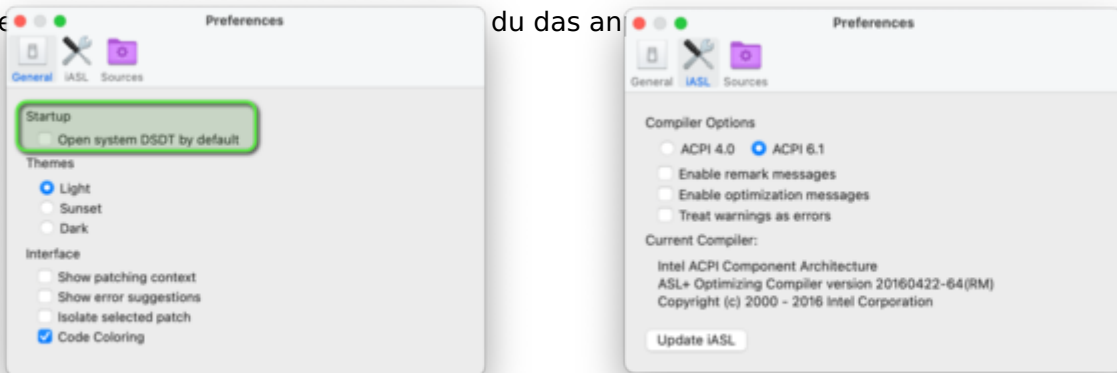 du das an
Preferences
General iASL Sources
Startup
Open system DSDT by default
Themes
Light
Sunset
Dark
Interface
Show patching context
Show error suggestions
Isolate selected patch
Code Coloring
Preferences
General iASL Sources
Compiler Options
ACPI 4.0 ACPI 6.1
Enable remark messages
Enable optimization messages
Treat warnings as errors
Current Compiler:
Intel ACPI Component Architecture
ASL+ Optimizing Compiler version 20160422-64(RM)
Copyright (c) 2000 - 2016 Intel Corporation
Update iASL